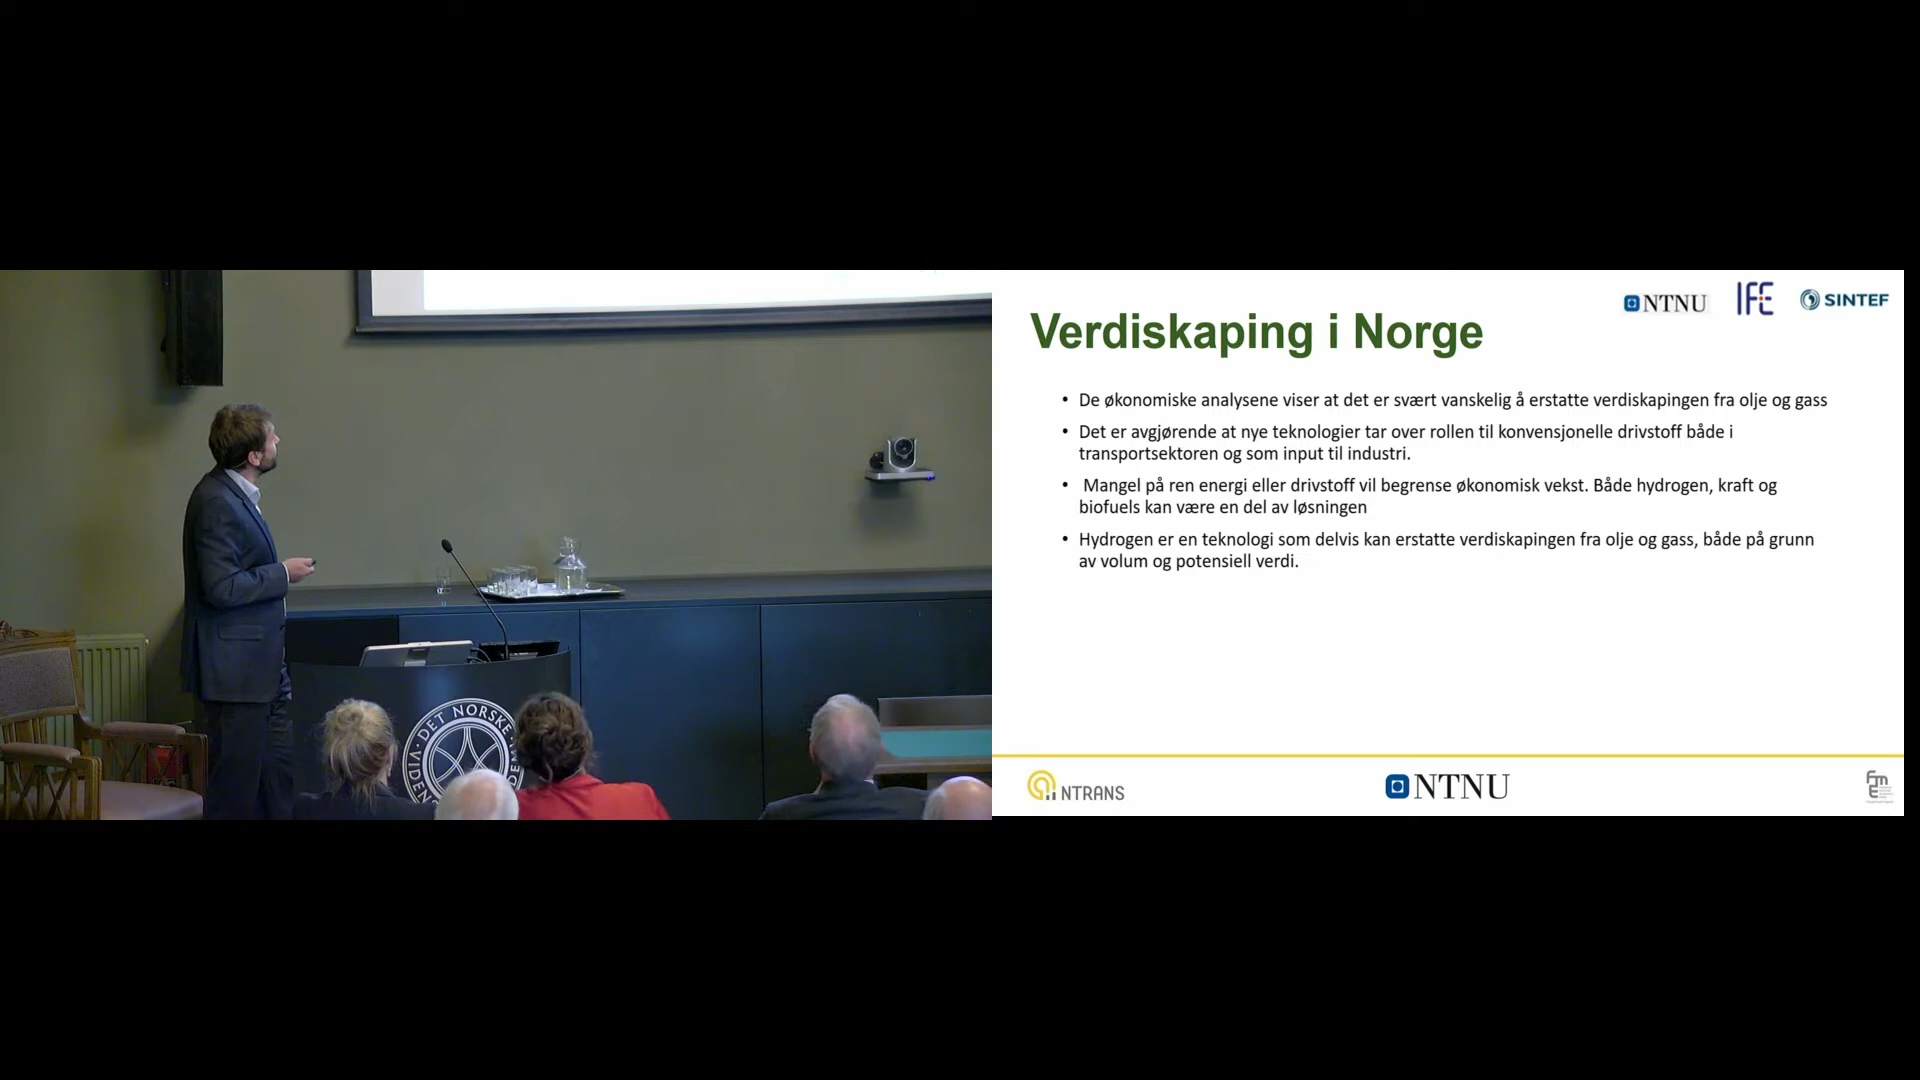 NTNU IFE SINTEF
Verdiskaping i Norge
• De økonomiske analysene viser at det er svært vanskelig å erstatte verdiskapingen fra olje og gass
• Det er avgjørende at nye teknologier tar over rollen til konvensjonelle drivstoff både i
transportsektoren og som input til industri.
• Mangel på ren energi eller drivstoff vil begrense økonomisk vekst. Både hydrogen, kraft og
biofuels kan være en del av løsningen
• Hydrogen er en teknologi som delvis kan erstatte verdiskapingen fra olje og gass, både på grunn
av volum og potensiell verdi.
NTRANS
NTNU
FME
DET NORSKE
VIDEN